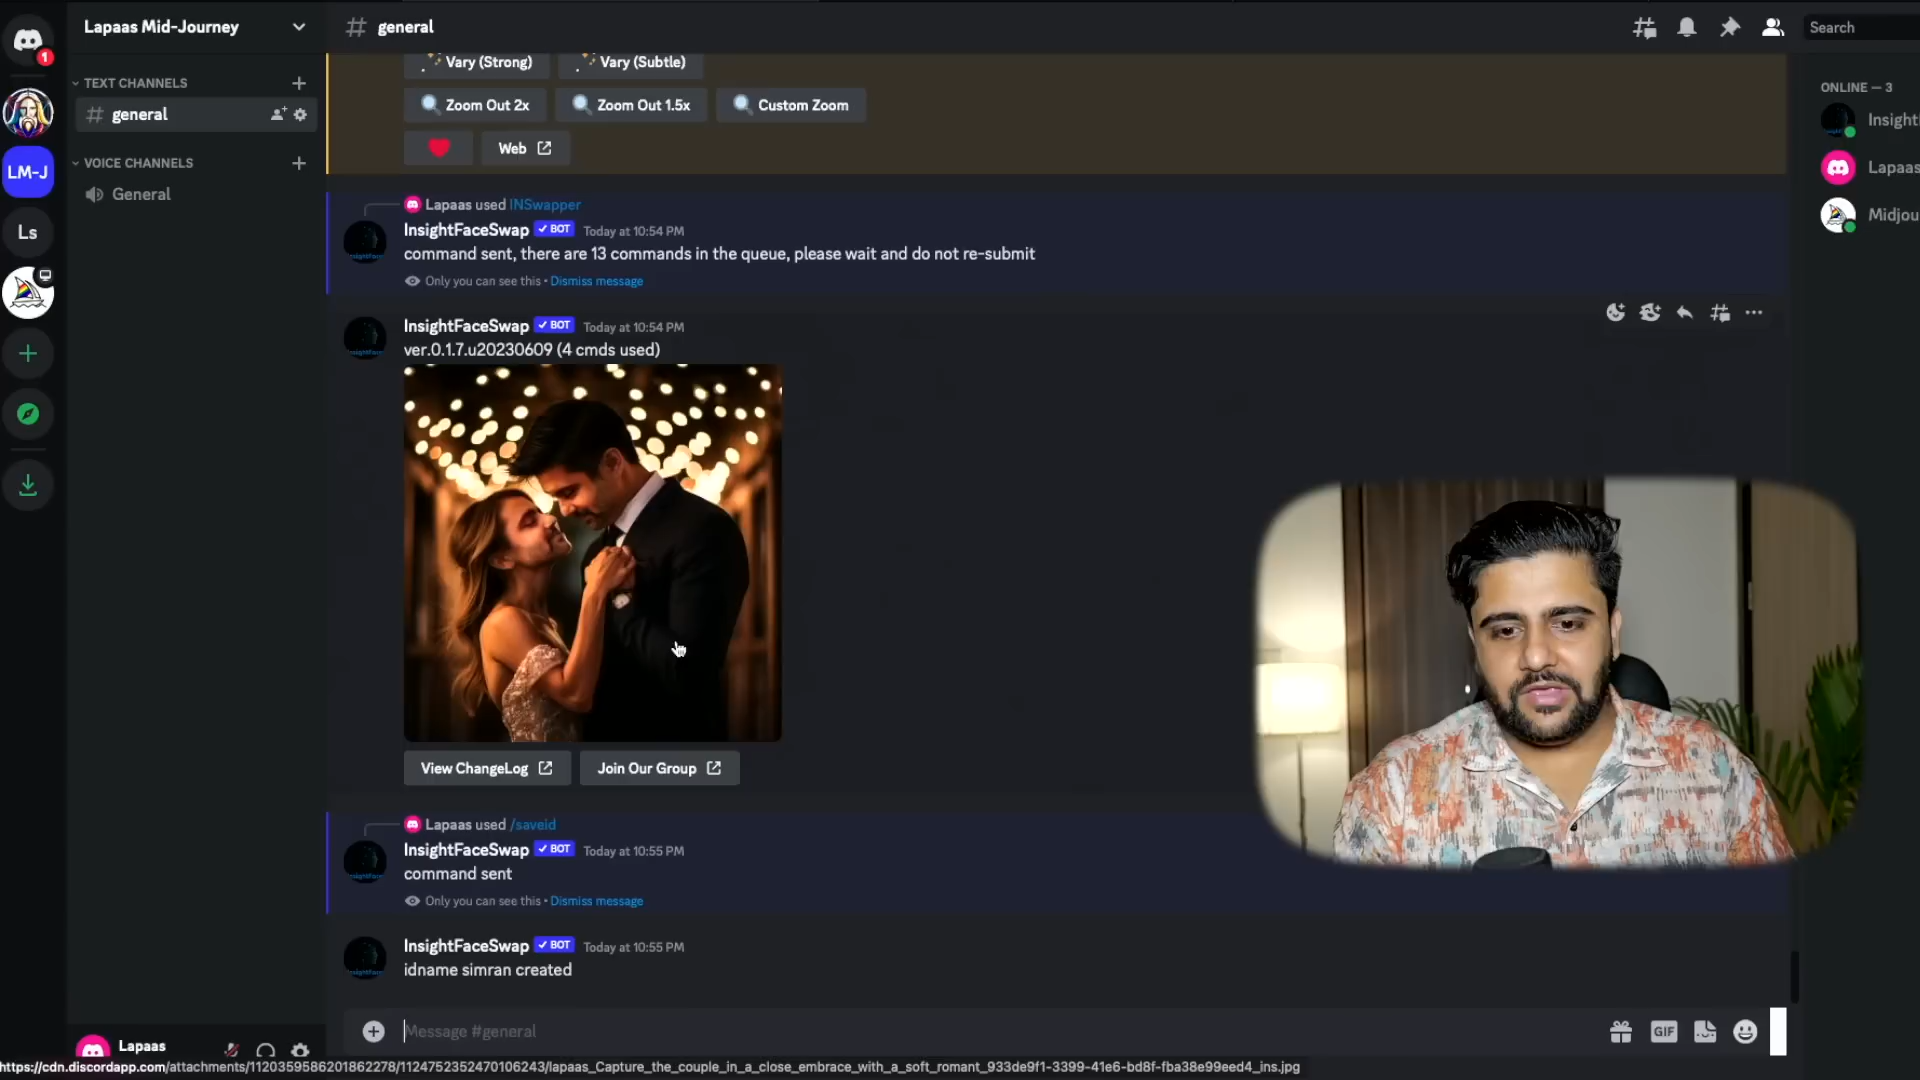 Lapaas Mid-Journey
general
Search
1
TEXT CHANNELS
general
VOICE CHANNELS
General
LM-J
Ls
Vary (Strong)
Vary (Subtle)
Zoom Out 2x
Zoom Out 1.5x
Custom Zoom
Web
Lapaas used INSwapper
InsightFaceSwap BOT Today at 10:54 PM
command sent, there are 13 commands in the queue, please wait and do not re-submit
Only you can see this • Dismiss message
InsightFaceSwap BOT Today at 10:54 PM
ver.0.1.7.u20230609 (4 cmds used)
View ChangeLog
Join Our Group
Lapaas used /saveid
InsightFaceSwap BOT Today at 10:55 PM
command sent
Only you can see this • Dismiss message
InsightFaceSwap BOT Today at 10:55 PM
idname simran created
Message #general
GIF
ONLINE — 3
Insight
Lapaas
Midjou
Lapaas
https://cdn.discordapp.com/attachments/1120359586201862278/1124752352470106243/lapaas_Capture_the_couple_in_a_close_embrace_with_a_soft_romant_933de9f1-3399-41e6-bd8f-fba38e99eed4_ins.jpg